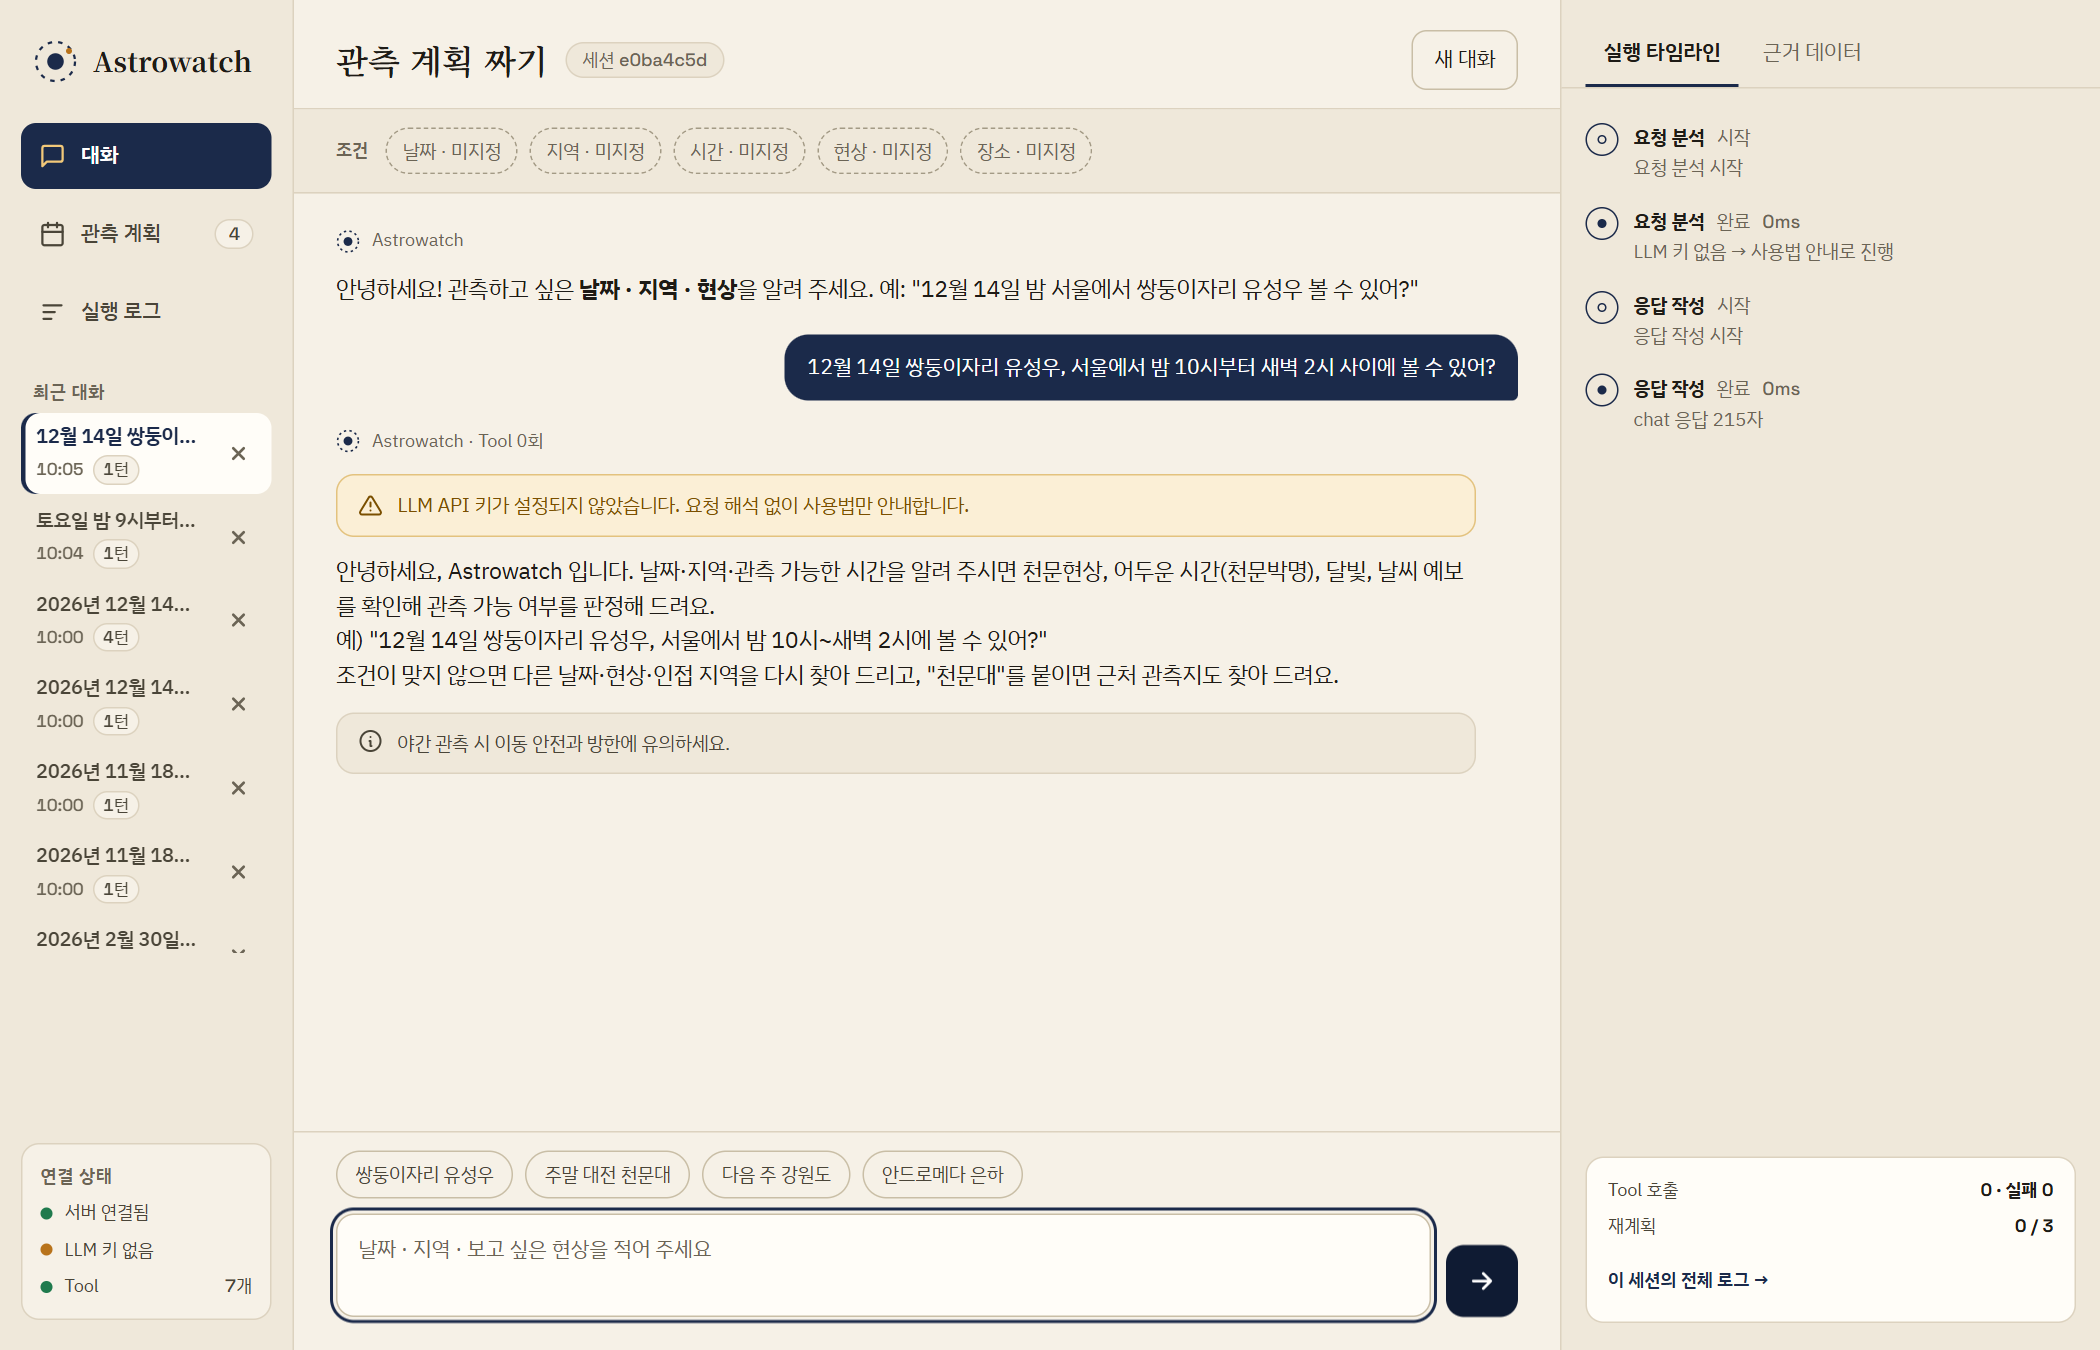 Astrowatch
대화
관측 계획 4
실행 로그
최근 대화
12월 14일 쌍둥이...
10:05 1턴
토요일 밤 9시부터...
10:04 1턴
2026년 12월 14...
10:00 4턴
2026년 12월 14...
10:00 1턴
2026년 11월 18...
10:00 1턴
2026년 11월 18...
10:00 1턴
2026년 2월 30일...
연결 상태
서버 연결됨
LLM 키 없음
Tool 7개
관측 계획 짜기 세션 e0ba4c5d 새 대화
조건 날짜 · 미지정 지역 · 미지정 시간 · 미지정 현상 · 미지정 장소 · 미지정
Astrowatch
안녕하세요! 관측하고 싶은 날짜 · 지역 · 현상을 알려 주세요. 예: "12월 14일 밤 서울에서 쌍둥이자리 유성우 볼 수 있어?"
12월 14일 쌍둥이자리 유성우, 서울에서 밤 10시부터 새벽 2시 사이에 볼 수 있어?
Astrowatch · Tool 0회
LLM API 키가 설정되지 않았습니다. 요청 해석 없이 사용법만 안내합니다.
안녕하세요, Astrowatch 입니다. 날짜·지역·관측 가능한 시간을 알려 주시면 천문현상, 어두운 시간(천문박명), 달빛, 날씨 예보
를 확인해 관측 가능 여부를 판정해 드려요.
예) "12월 14일 쌍둥이자리 유성우, 서울에서 밤 10시~새벽 2시에 볼 수 있어?"
조건이 맞지 않으면 다른 날짜·현상·인접 지역을 다시 찾아 드리고, "천문대"를 붙이면 근처 관측지도 찾아 드려요.
야간 관측 시 이동 안전과 방한에 유의하세요.
쌍둥이자리 유성우 주말 대전 천문대 다음 주 강원도 안드로메다 은하
날짜 · 지역 · 보고 싶은 현상을 적어 주세요
실행 타임라인 근거 데이터
요청 분석 시작
요청 분석 시작
요청 분석 완료 0ms
LLM 키 없음 → 사용법 안내로 진행
응답 작성 시작
응답 작성 시작
응답 작성 완료 0ms
chat 응답 215자
Tool 호출 0 · 실패 0
재계획 0 / 3
이 세션의 전체 로그 →